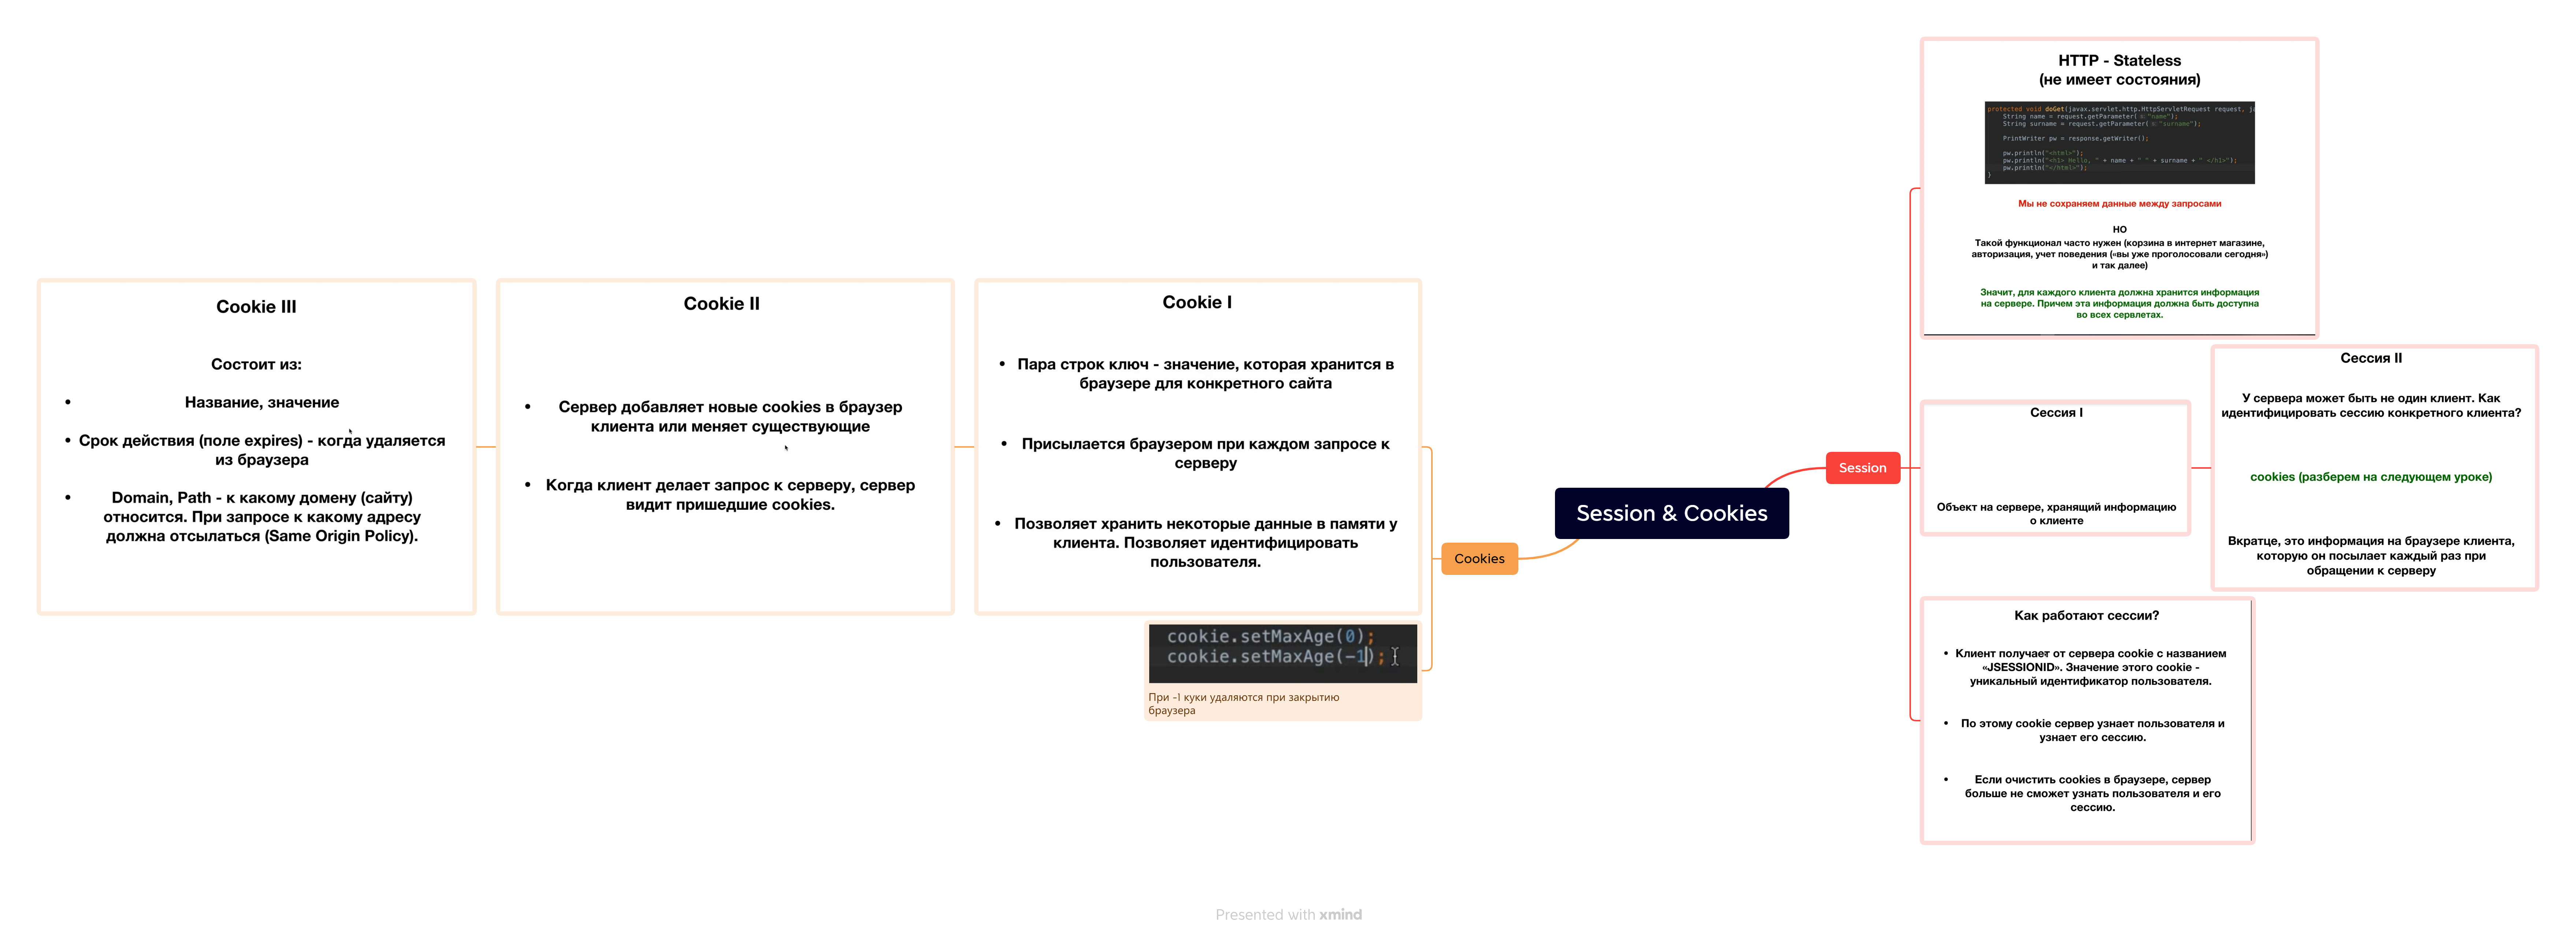 Session & Cookies
Session
HTTP - Stateless
(не имеет состояния)
protected void doGet(javax.servlet.http.HttpServletRequest request, ja
String name = request.getParameter( s: "name");
String surname = request.getParameter( s: "surname");
PrintWriter pw = response.getWriter();
pw.println("<html>");
pw.println("<h1> Hello, " + name + " " + surname + " </h1>");
pw.println("</html>");
}
Мы не сохраняем данные между запросами
НО
Такой функционал часто нужен (корзина в интернет магазине,
авторизация, учет поведения («вы уже проголосовали сегодня»)
и так далее)
Значит, для каждого клиента должна хранится информация
на сервере. Причем эта информация должна быть доступна
во всех сервлетах.
Сессия I
Объект на сервере, хранящий информацию
о клиенте
Сессия II
У сервера может быть не один клиент. Как
идентифицировать сессию конкретного клиента?
cookies (разберем на следующем уроке)
Вкратце, это информация на браузере клиента,
которую он посылает каждый раз при
обращении к серверу
Как работают сессии?
• Клиент получает от сервера cookie с названием
«JSESSIONID». Значение этого cookie -
уникальный идентификатор пользователя.
• По этому cookie сервер узнает пользователя и
узнает его сессию.
• Если очистить cookies в браузере, сервер
больше не сможет узнать пользователя и его
сессию.
Cookies
Cookie I
• Пара строк ключ - значение, которая хранится в
браузере для конкретного сайта
• Присылается браузером при каждом запросе к
серверу
• Позволяет хранить некоторые данные в памяти у
клиента. Позволяет идентифицировать
пользователя.
Cookie II
• Сервер добавляет новые cookies в браузер
клиента или меняет существующие
• Когда клиент делает запрос к серверу, сервер
видит пришедшие cookies.
Cookie III
Состоит из:
• Название, значение
• Срок действия (поле expires) - когда удаляется
из браузера
• Domain, Path - к какому домену (сайту)
относится. При запросе к какому адресу
должна отсылаться (Same Origin Policy).
cookie.setMaxAge(0);
cookie.setMaxAge(-1);
При -1 куки удаляются при закрытию
браузера
Presented with xmind